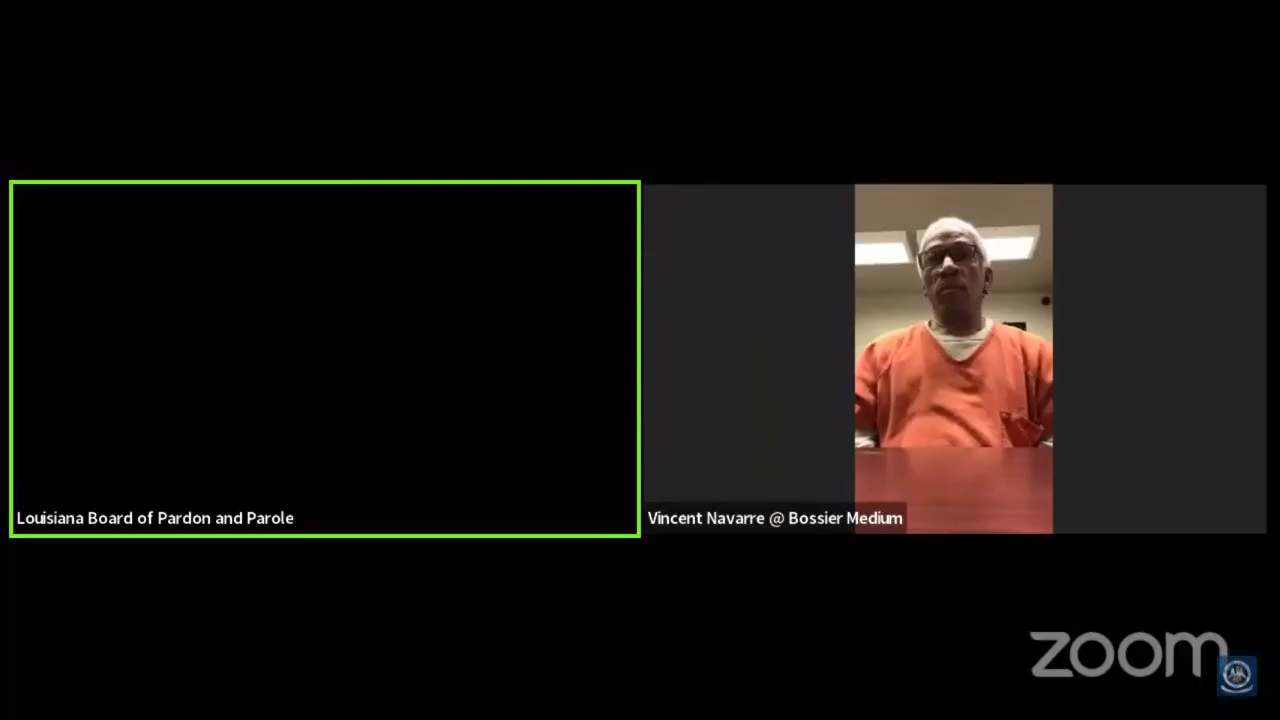 Louisiana Board of Pardon and Parole
Vincent Navarre @ Bossier Medium
zoom